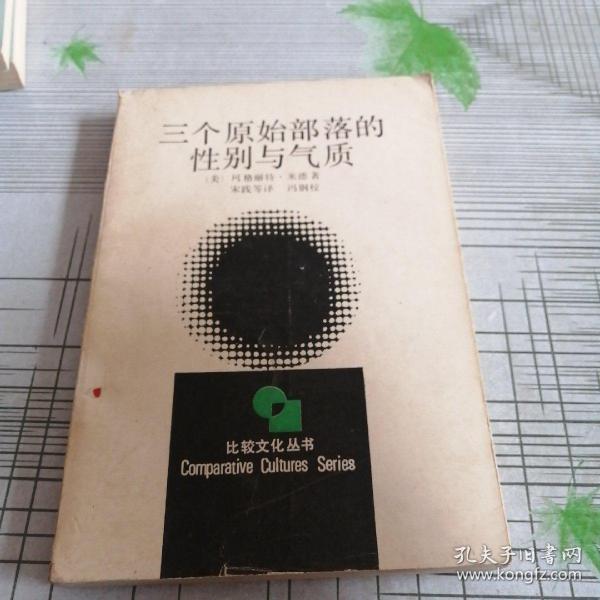 三个原始部落的
性别与气质
〔美〕玛格丽特·米德著
宋践等译 冯钢校
比较文化丛书
Comparative Cultures Series
孔夫子旧书网
www.kongfz.com